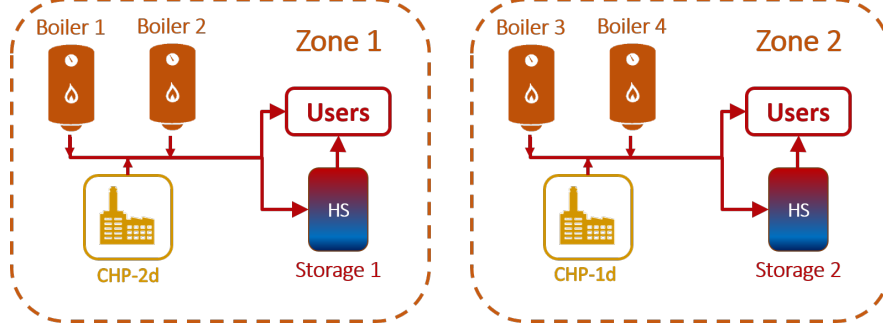 Boiler 1
Boiler 2
Zone 1
Users
HS
CHP-2d
Storage 1
Boiler 3
Boiler 4
Zone 2
Users
HS
CHP-1d
Storage 2